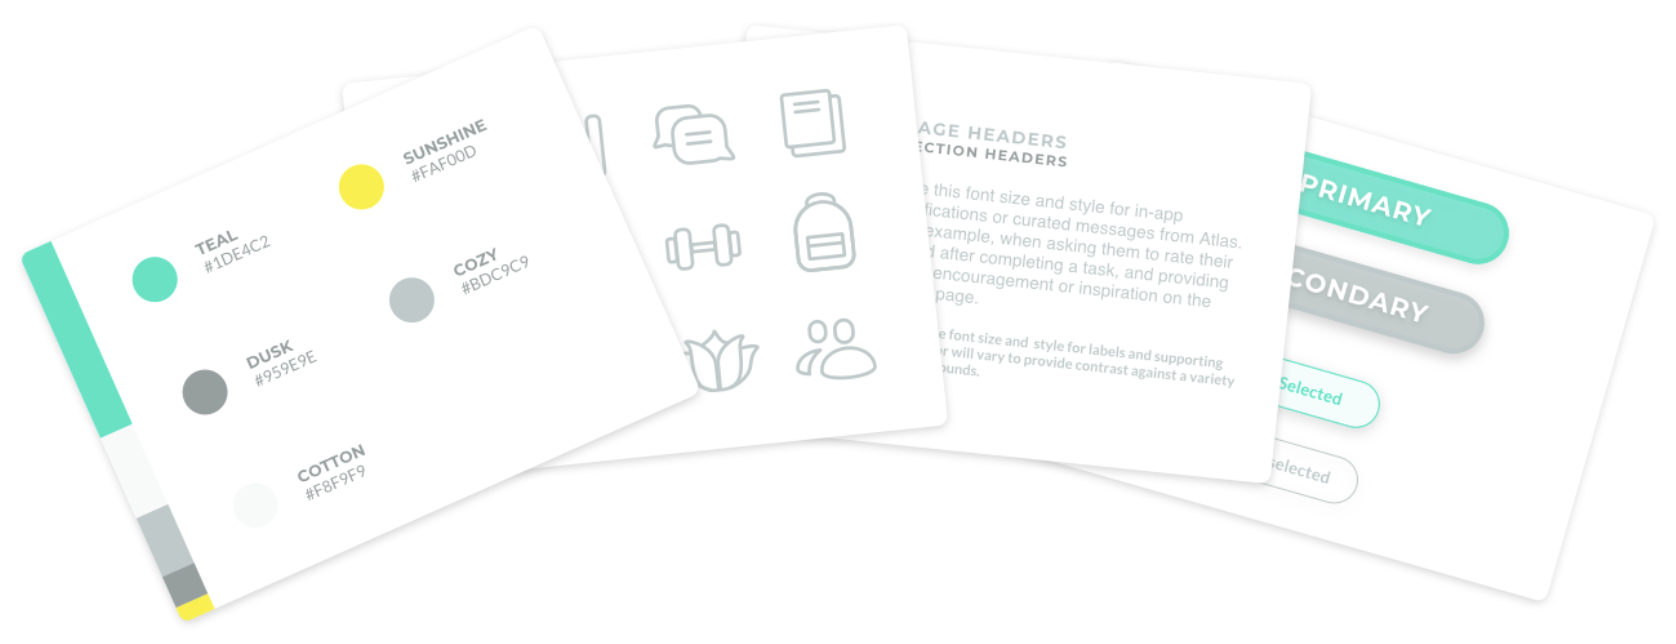 SUNSHINE
#FAF00D
TEAL
#1DE4C2
COZY
#BDC9C9
DUSK
#959E9E
COTTON
#F8F9F9
AGE HEADERS
ECTION HEADERS
e this font size and style for in-app
fications or curated messages from Atlas.
example, when asking them to rate their
d after completing a task, and providing
encouragement or inspiration on the
page.
e font size and style for labels and supporting
or will vary to provide contrast against a variety
ounds.
PRIMARY
CONDARY
Selected
selected